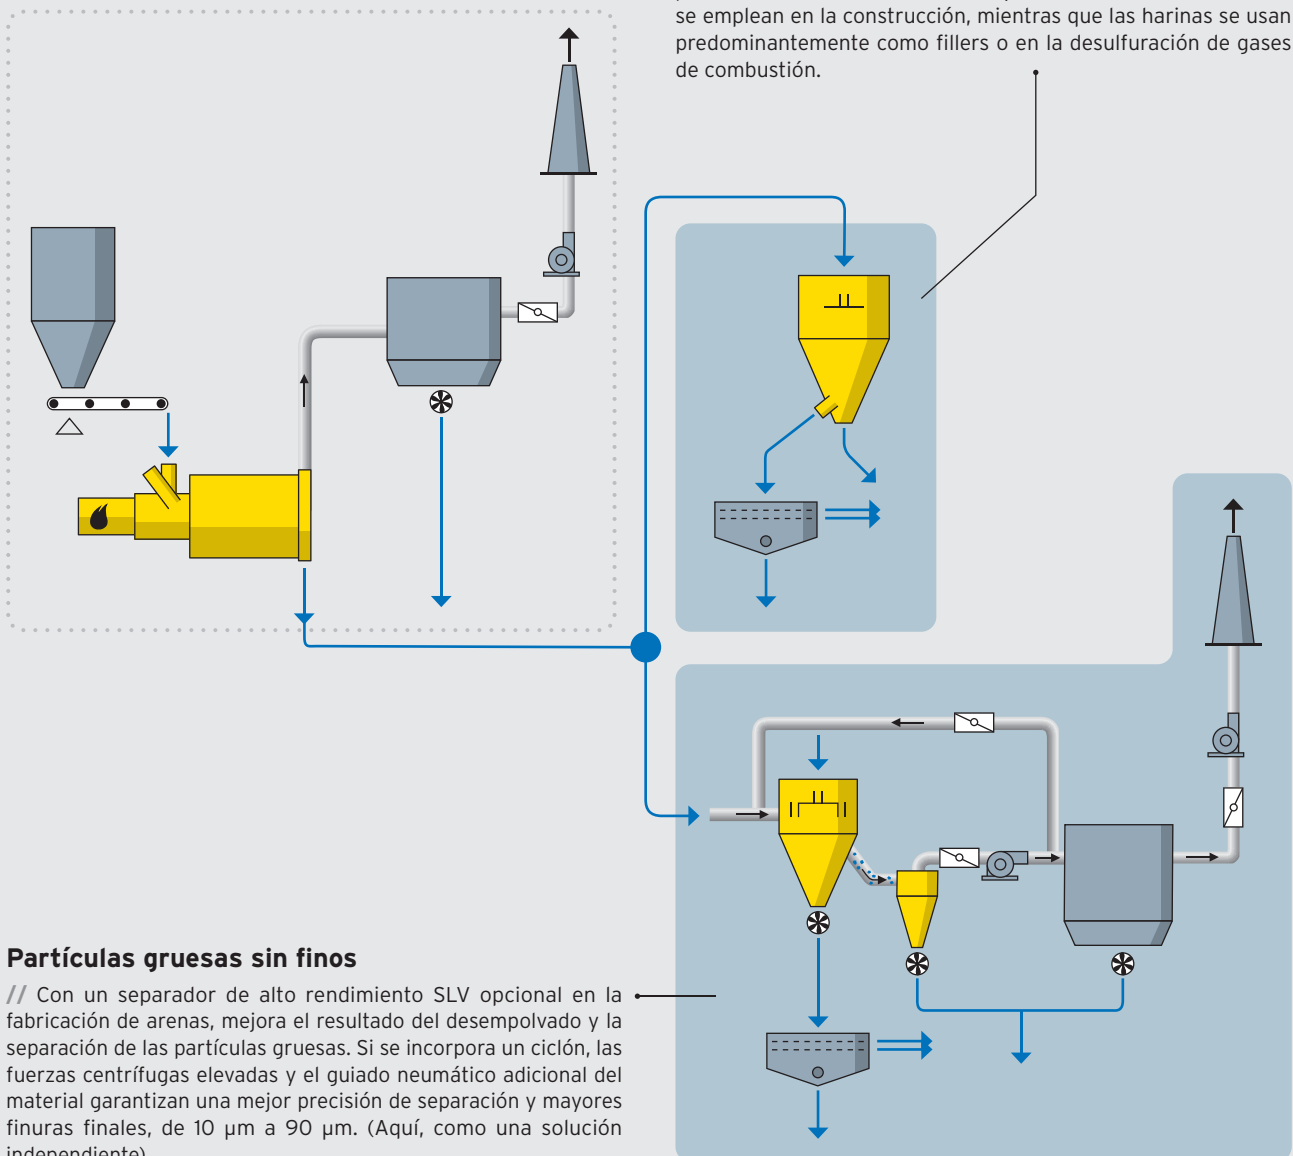 se emplean en la construcción, mientras que las harinas se usan
predominantemente como fillers o en la desulfuración de gases
de combustión.
Partículas gruesas sin finos
// Con un separador de alto rendimiento SLV opcional en la
fabricación de arenas, mejora el resultado del desempolvado y la
separación de las partículas gruesas. Si se incorpora un ciclón, las
fuerzas centrífugas elevadas y el guiado neumático adicional del
material garantizan una mejor precisión de separación y mayores
finuras finales, de 10 µm a 90 µm. (Aquí, como una solución
independiente)